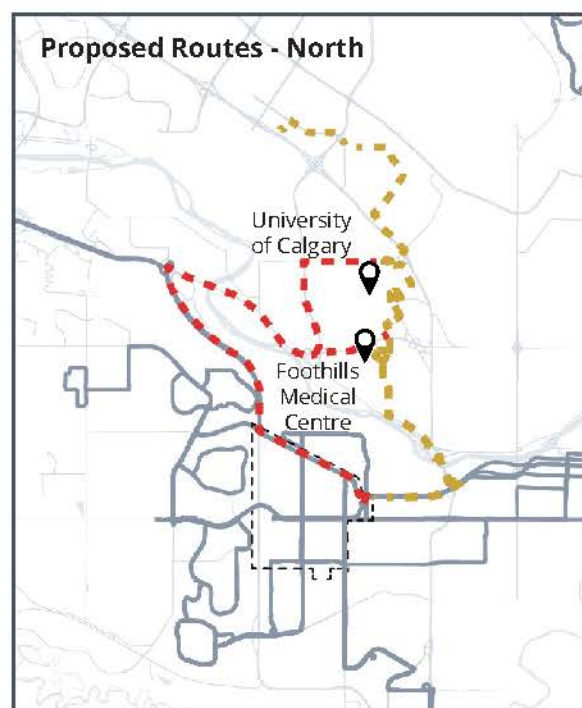 Proposed Routes - North
University
of Calgary
Foothills
Medical
Centre